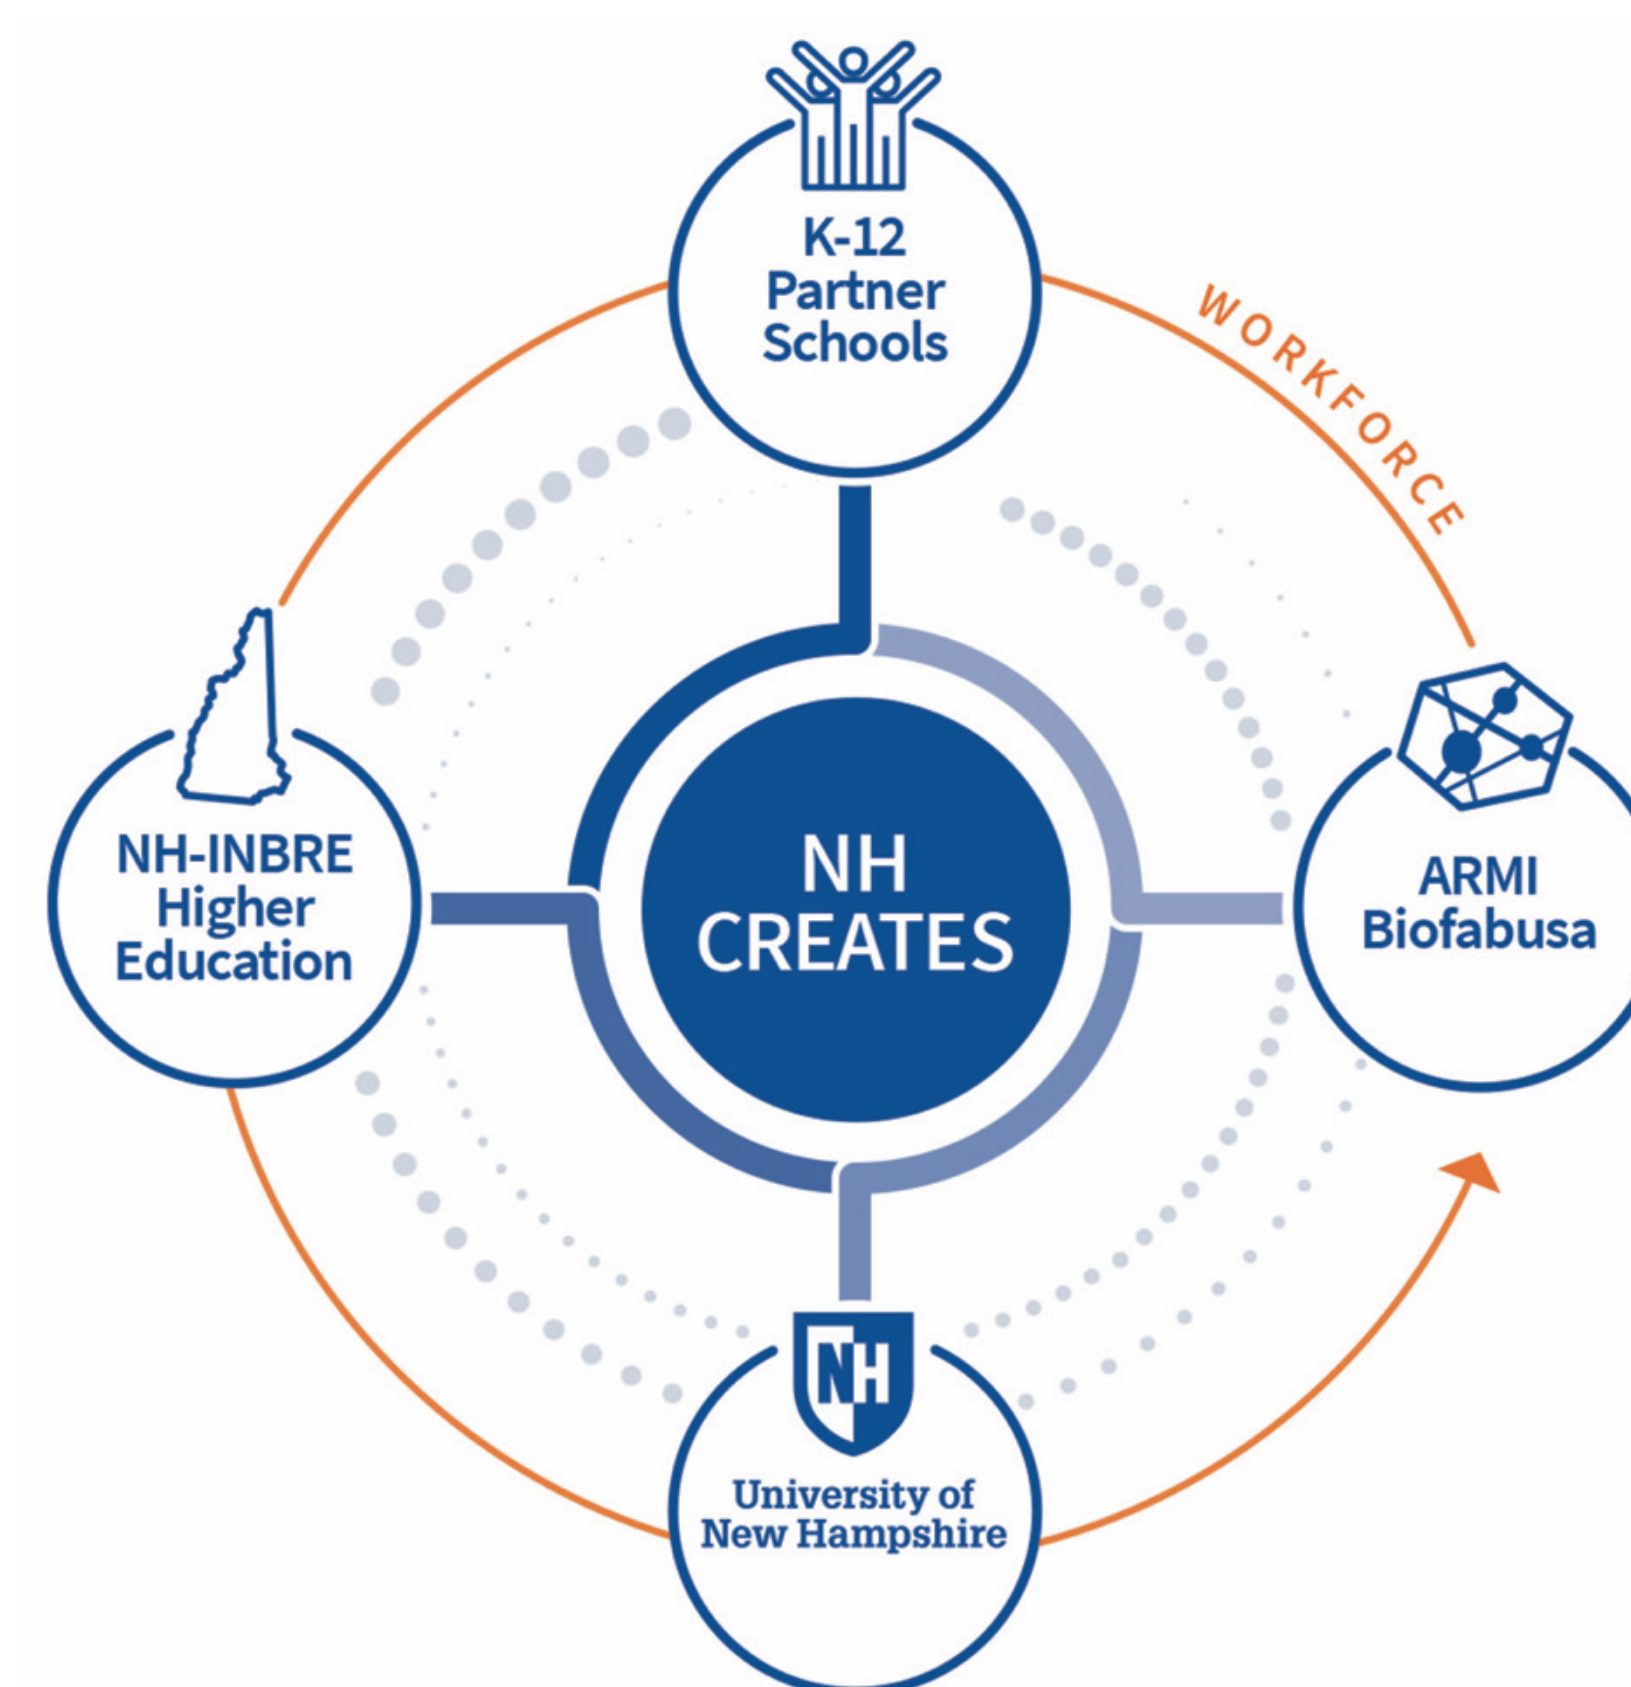 K-12
Partner
Schools
WORKFORCE
NH-INBRE
Higher
Education
NH
CREATES
ARMI
Biofabusa
NH
University of
New Hampshire